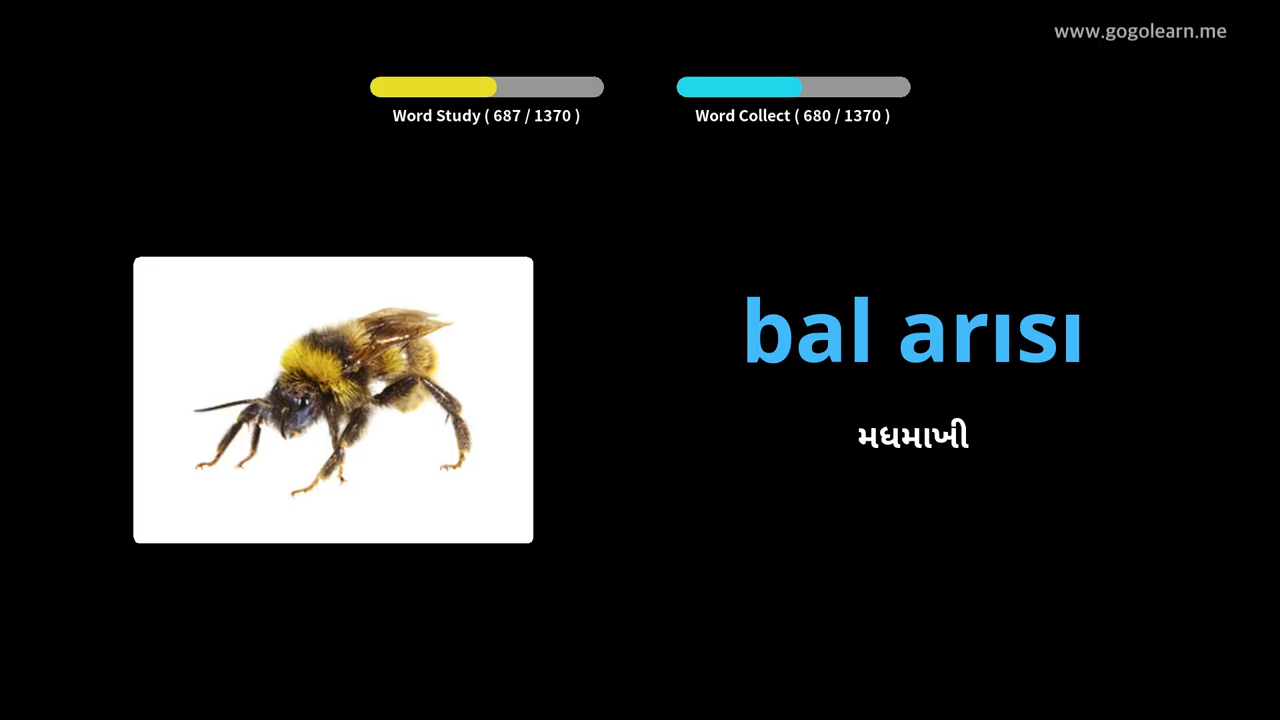 www.gogolearn.me
Word Study ( 687 / 1370 )
Word Collect ( 680 / 1370 )
bal arısı
મધમાખી